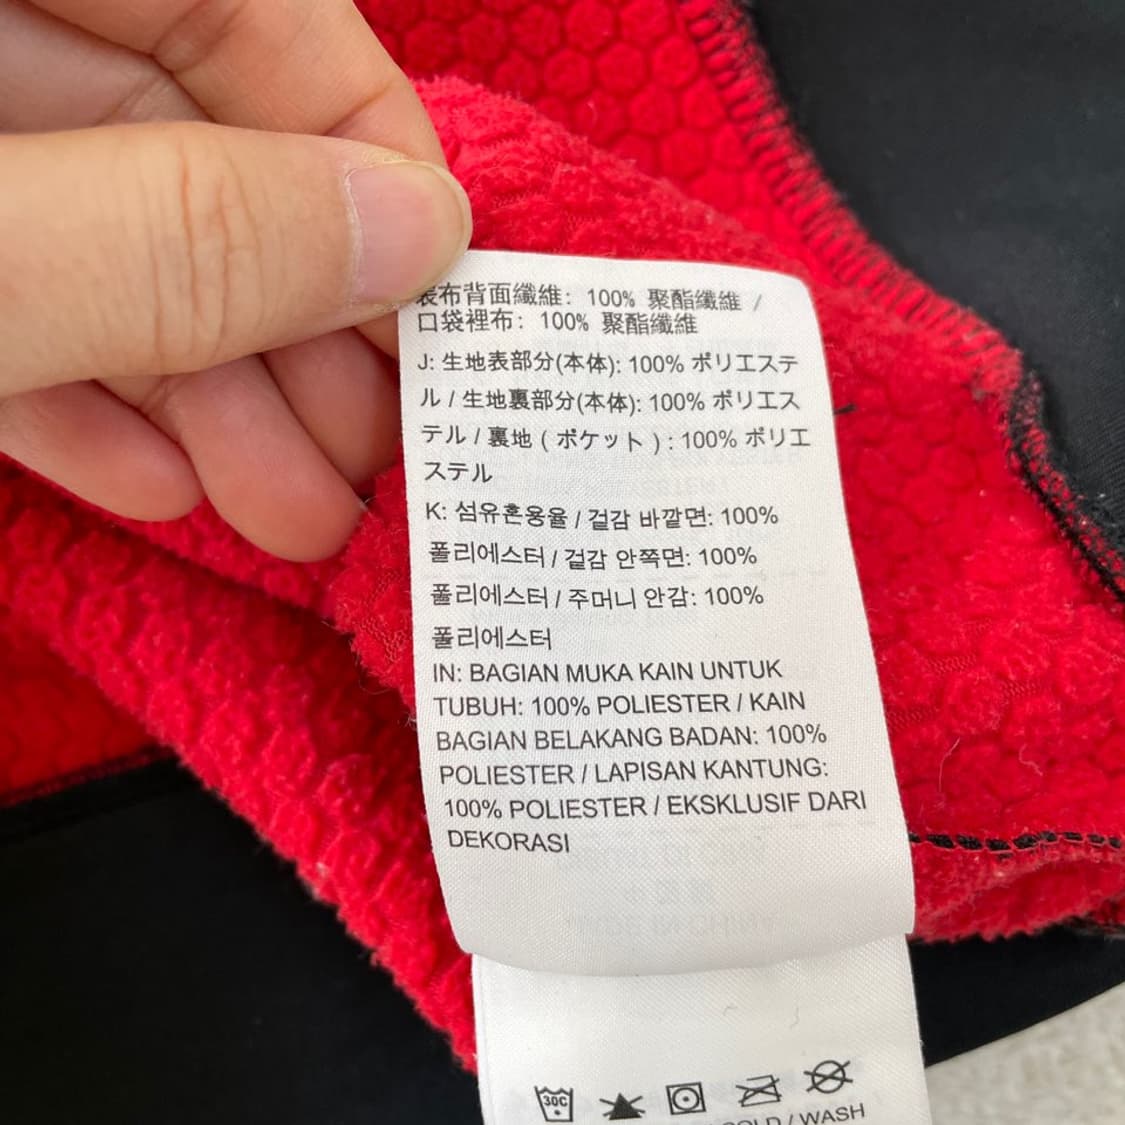 表布背面纖維: 100% 聚酯纖維 /
口袋裡布: 100% 聚酯纖維
J: 生地表部分(本体): 100% ポリエステ
ル / 生地裏部分(本体): 100% ポリエス
テル / 裏地 ( ポケット ) : 100% ポリエ
ステル
K: 섬유혼용율 / 겉감 바깥면: 100%
폴리에스터 / 겉감 안쪽면: 100%
폴리에스터 / 주머니 안감: 100%
폴리에스터
IN: BAGIAN MUKA KAIN UNTUK
TUBUH: 100% POLIESTER / KAIN
BAGIAN BELAKANG BADAN: 100%
POLIESTER / LAPISAN KANTUNG:
100% POLIESTER / EKSKLUSIF DARI
DEKORASI
30C
COLD / WASH